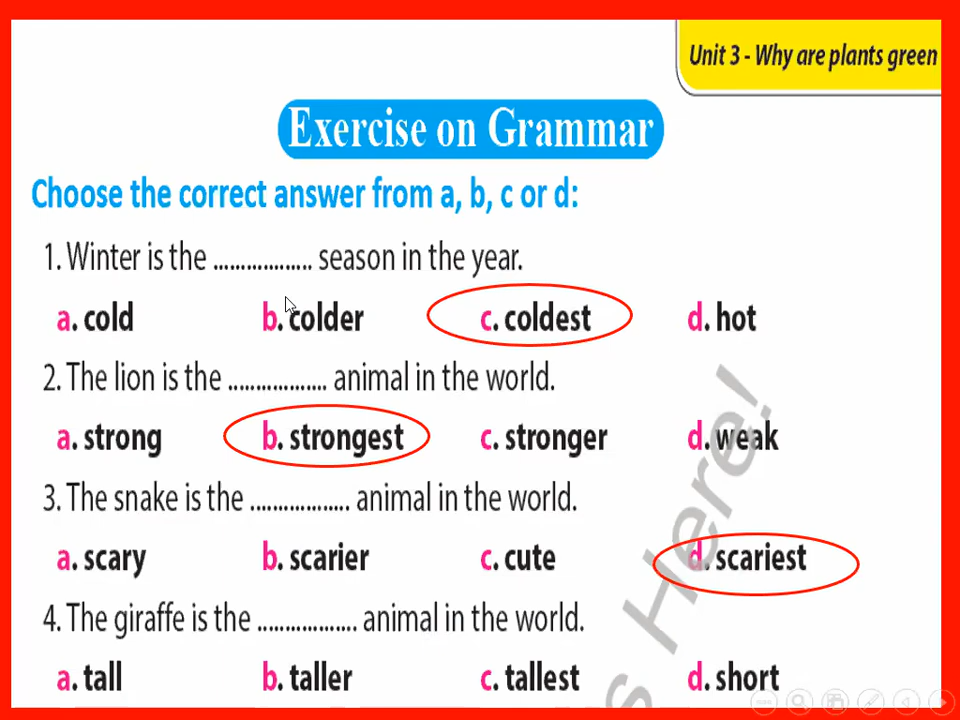 Unit 3 - Why are plants green
Exercise on Grammar
Choose the correct answer from a, b, c or d:
1. Winter is the .................. season in the year.
a. cold b. colder c. coldest d. hot
2. The lion is the .................. animal in the world.
a. strong b. strongest c. stronger d. weak
3. The snake is the .................. animal in the world.
a. scary b. scarier c. cute d. scariest
4. The giraffe is the .................. animal in the world.
a. tall b. taller c. tallest d. short
Here!